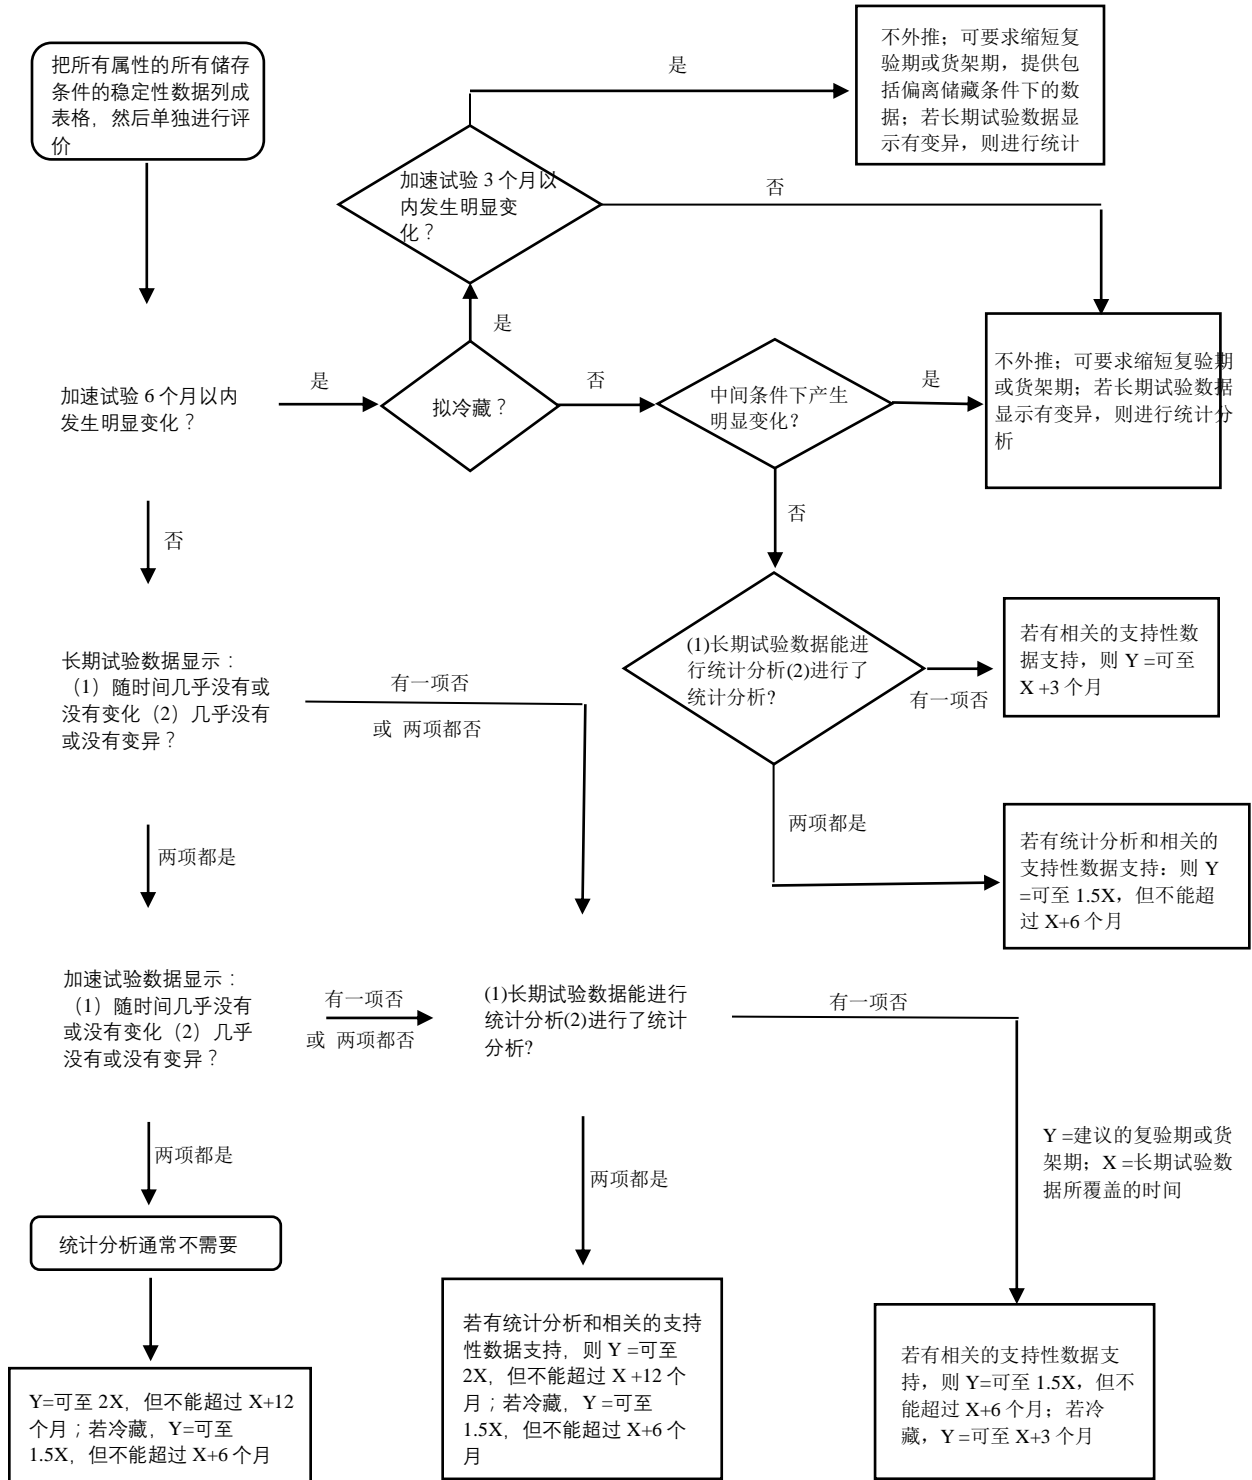 把所有属性的所有储存
条件的稳定性数据列成
表格，然后单独进行评
价
是
不外推；可要求缩短复
验期或货架期，提供包
括偏离储藏条件下的数
据；若长期试验数据显
示有变异，则进行统计
加速试验 3 个月以
内发生明显变
化？
否
是
加速试验 6 个月以内
发生明显变化？
是
拟冷藏？
否
中间条件下产生
明显变化？
是
不外推；可要求缩短复验期
或货架期；若长期试验数据
显示有变异，则进行统计分
析
否
否
长期试验数据显示：
（1）随时间几乎没有或
没有变化（2）几乎没有
或没有变异？
有一项否
或 两项都否
(1)长期试验数据能进
行统计分析(2)进行了
统计分析?
有一项否
若有相关的支持性数
据支持，则 Y =可至
X +3 个月
两项都是
两项都是
若有统计分析和相关的
支持性数据支持：则 Y
=可至 1.5X，但不能超
过 X+6 个月
加速试验数据显示：
（1）随时间几乎没有
或没有变化（2）几乎
没有或没有变异？
有一项否
或 两项都否
(1)长期试验数据能进行
统计分析(2)进行了统计
分析?
有一项否
两项都是
两项都是
Y =建议的复验期或货
架期；X =长期试验数
据所覆盖的时间
统计分析通常不需要
Y=可至 2X，但不能超过 X+12
个月；若冷藏，Y=可至
1.5X，但不能超过 X+6 个月
若有统计分析和相关的支持
性数据支持，则 Y =可至
2X，但不能超过 X +12 个
月；若冷藏，Y =可至
1.5X，但不能超过 X+6 个
月
若有相关的支持性数据支
持，则 Y=可至 1.5X，但不
能超过 X+6 个月；若冷
藏，Y =可至 X+3 个月